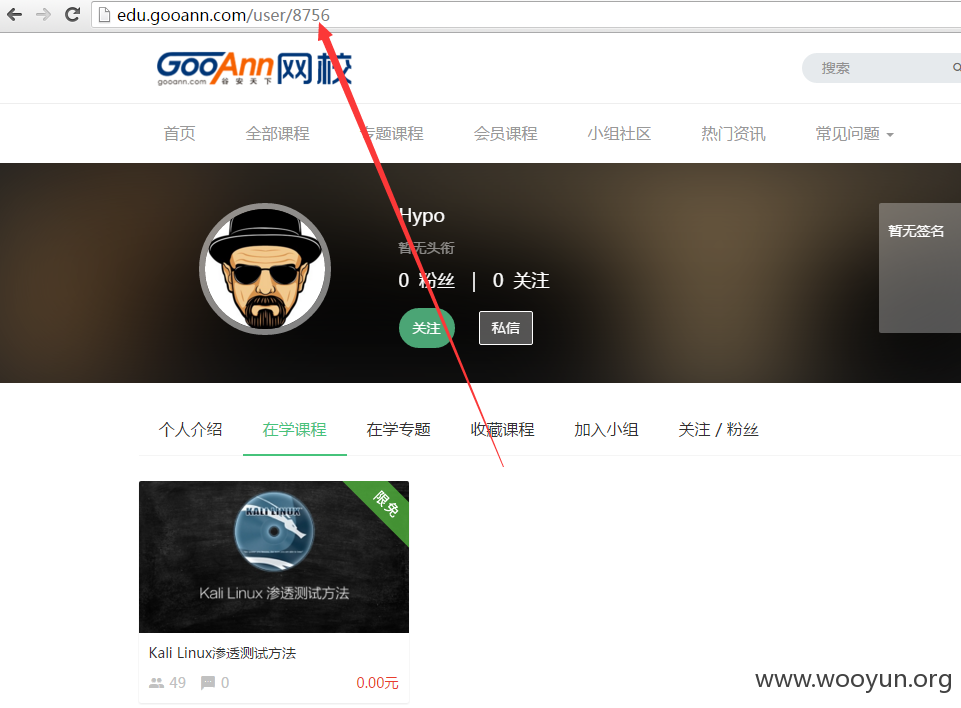 edu.gooann.com/user/8756
GooAnn网校
gooann.com 谷安天下
搜索
首页 全部课程 专题课程 会员课程 小组社区 热门资讯 常见问题
Hypo
暂无头衔
暂无签名
0 粉丝 | 0 关注
关注 私信
个人介绍 在学课程 在学专题 收藏课程 加入小组 关注 / 粉丝
限免
KALI LINUX
Kali Linux 渗透测试方法
Kali Linux渗透测试方法
49 0 0.00元
www.wooyun.org